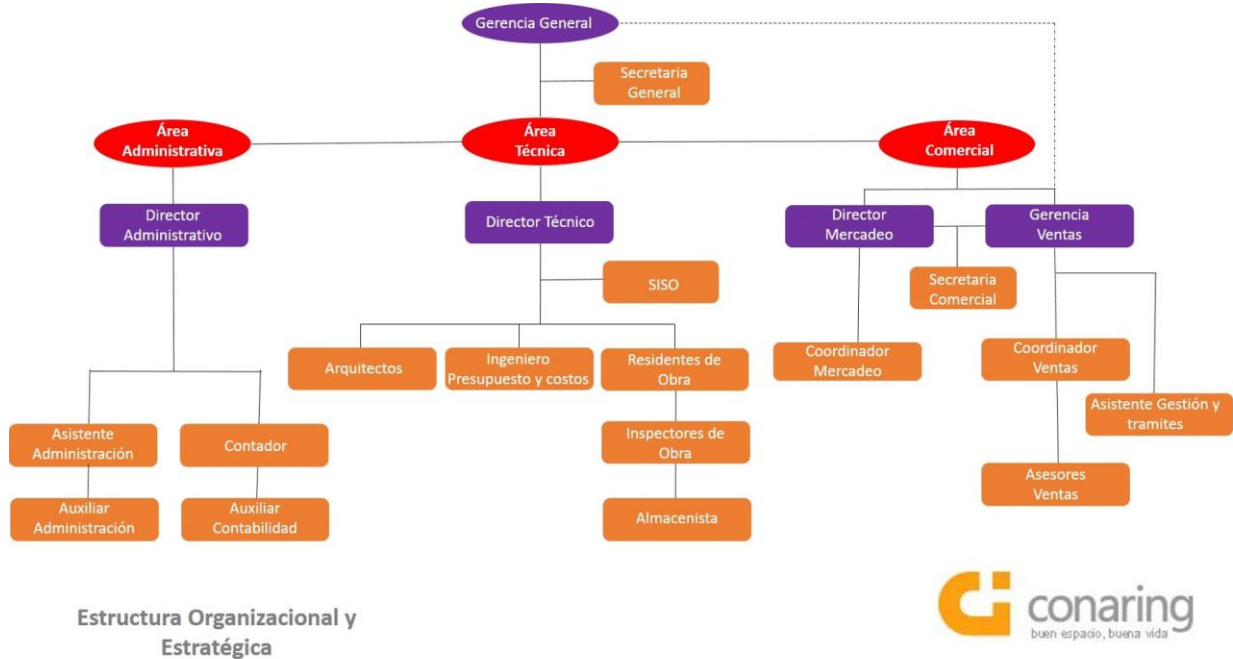 Gerencia General
Secretaria
General
Área
Administrativa
Área
Técnica
Área
Comercial
Director
Administrativo
Director Técnico
Director
Mercadeo
Gerencia
Ventas
SISO
Secretaria
Comercial
Arquitectos
Ingeniero
Presupuesto y costos
Residentes de
Obra
Coordinador
Mercadeo
Coordinador
Ventas
Asistente Gestión y
tramites
Asistente
Administración
Contador
Inspectores de
Obra
Asesores
Ventas
Auxiliar
Administración
Auxiliar
Contabilidad
Almacenista
Estructura Organizacional y
Estratégica
conaring
buen espacio, buena vida